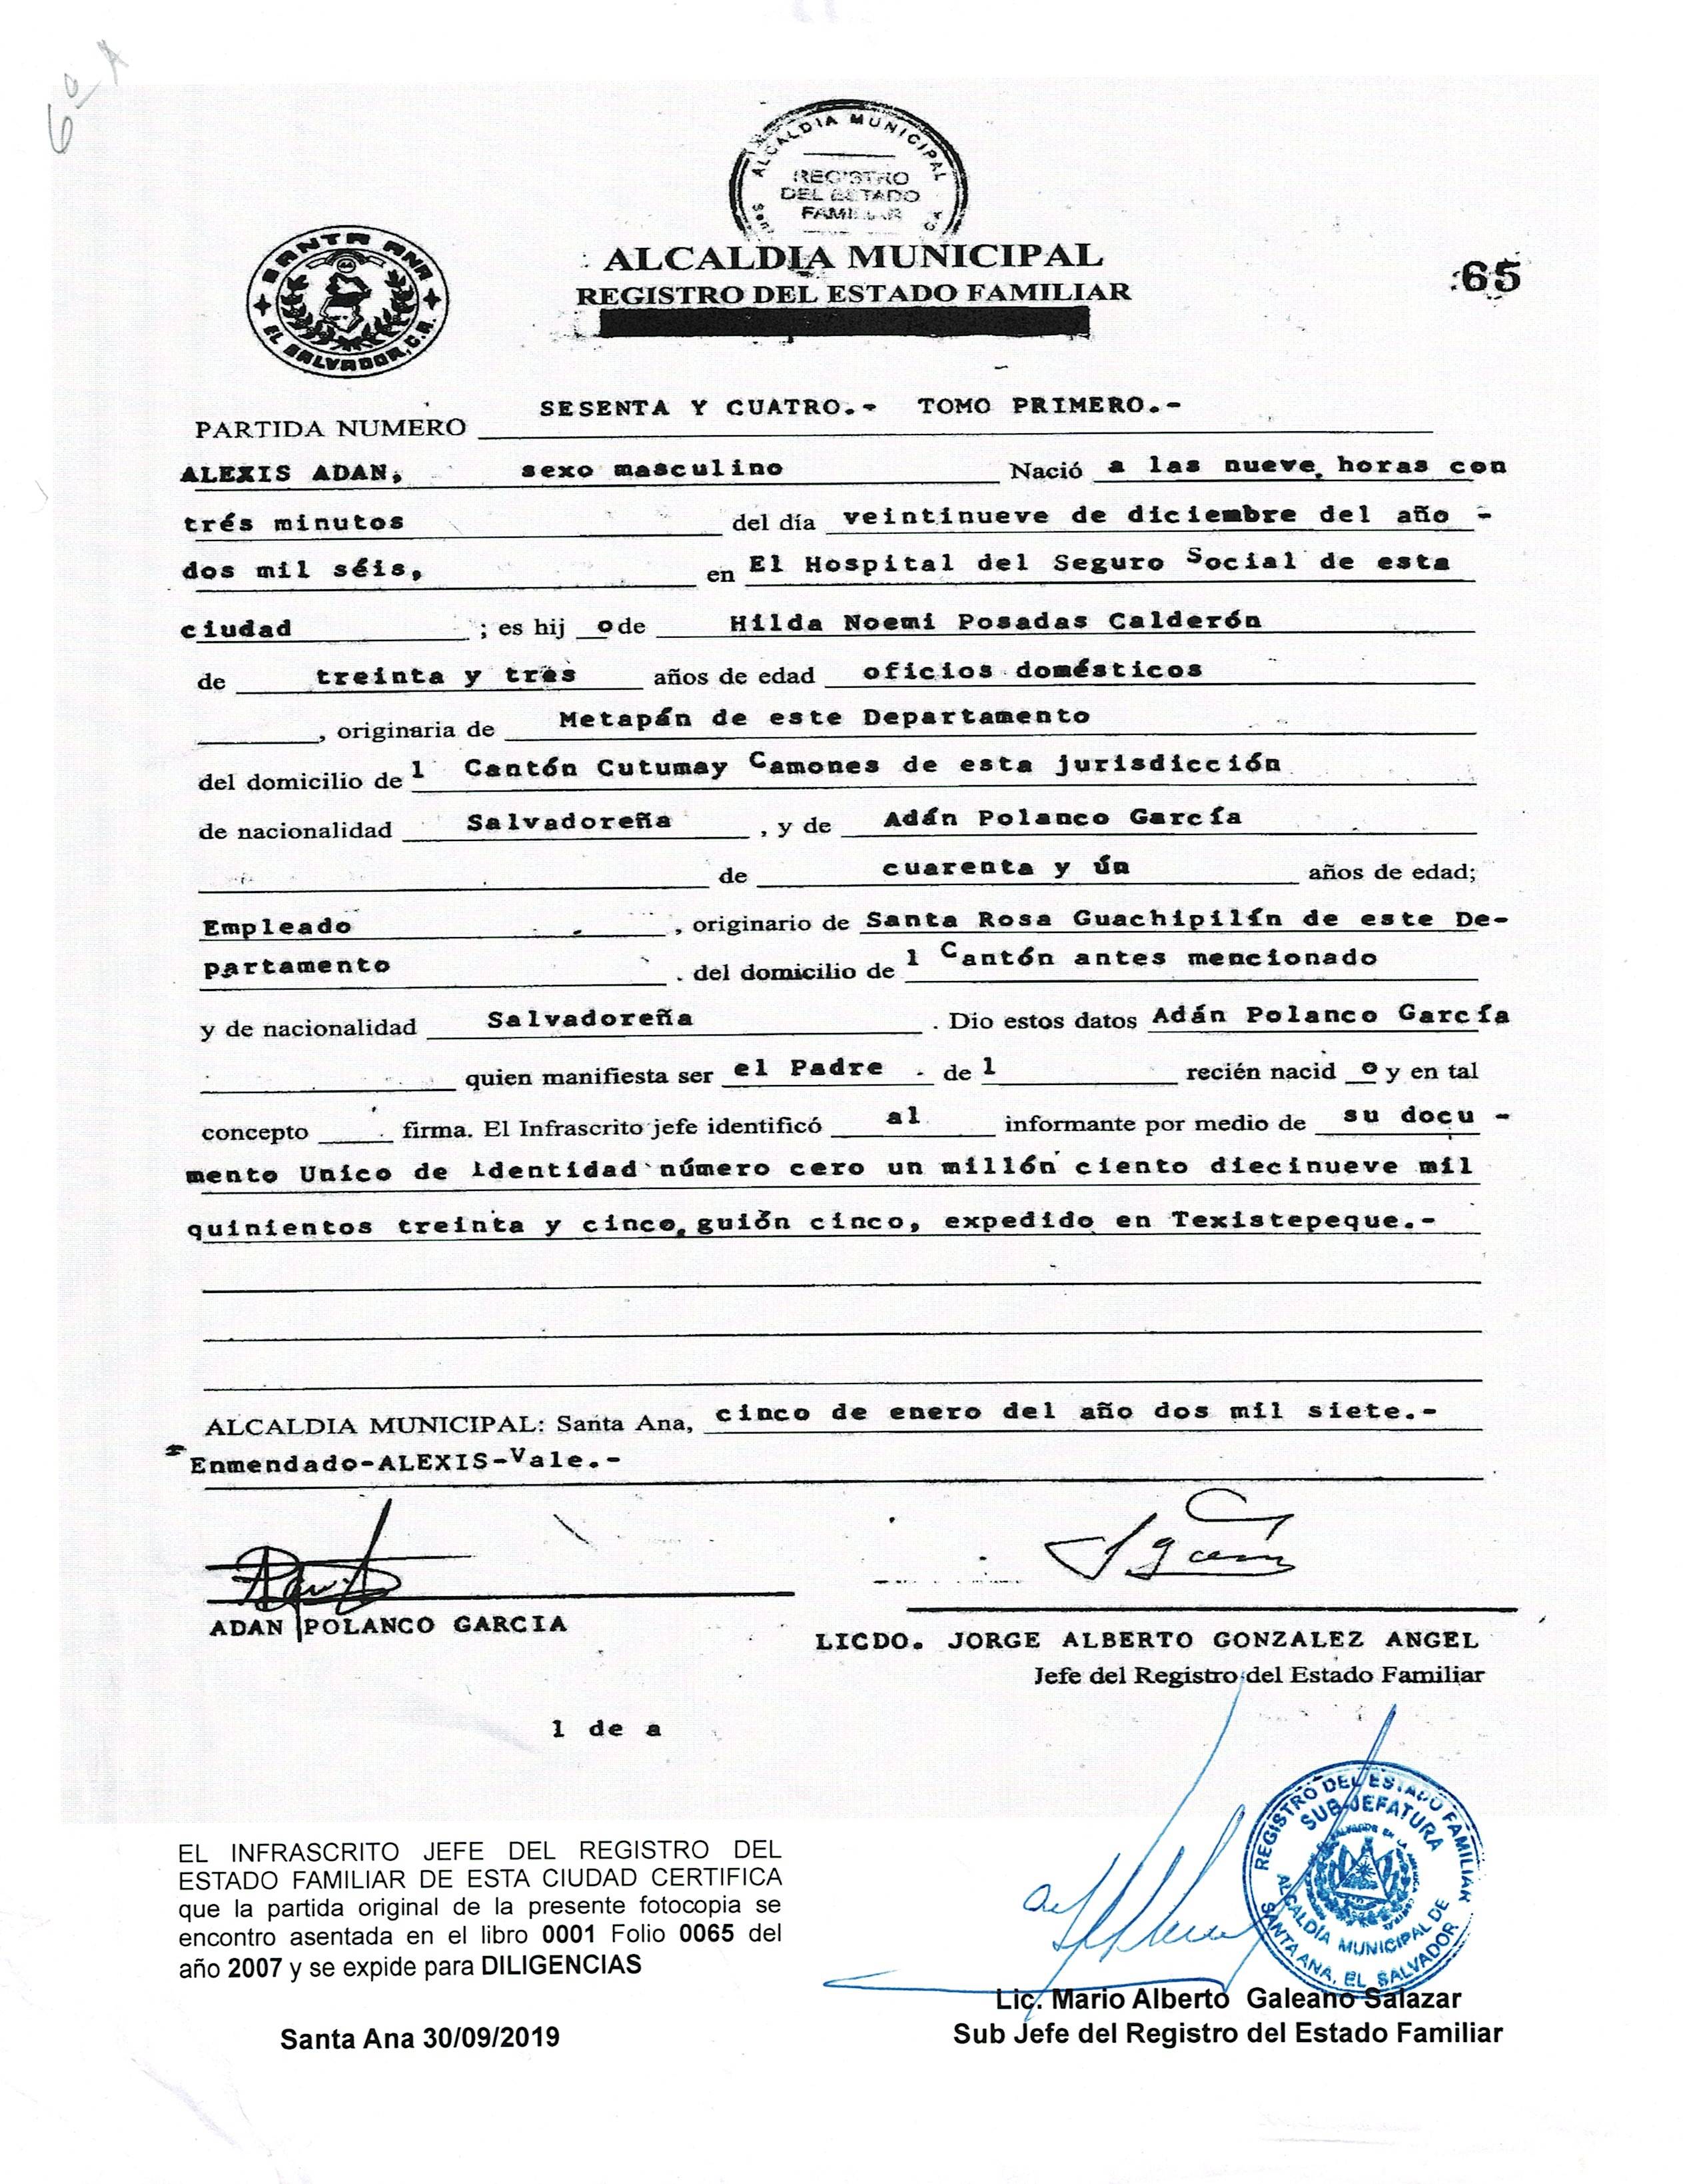 6º A
ALCALDIA MUNICIPAL
REGISTRO
DEL ESTADO
FAMILIAR
SANTA ANA
EL SALVADOR, C.A.
ALCALDIA MUNICIPAL
REGISTRO DEL ESTADO FAMILIAR
65
PARTIDA NUMERO SESENTA Y CUATRO.- TOMO PRIMERO.-
ALEXIS ADAN, sexo masculino Nació a las nueve horas con
trés minutos del día veintinueve de diciembre del año -
dos mil séis, en El Hospital del Seguro Social de esta
ciudad ; es hij o de Hilda Noemi Posadas Calderón
de treinta y tres años de edad oficios domésticos
, originaria de Metapán de este Departamento
del domicilio de l Cantón Cutumay Camones de esta jurisdicción
de nacionalidad Salvadoreña , y de Adán Polanco García
de cuarenta y ún años de edad;
Empleado , originario de Santa Rosa Guachipilín de este De-
partamento . del domicilio de l Cantón antes mencionado
y de nacionalidad Salvadoreña . Dio estos datos Adán Polanco García
quien manifiesta ser el Padre . de l recién nacid o y en tal
concepto firma. El Infrascrito jefe identificó al informante por medio de su docu -
mento Unico de Identidad número cero un millón ciento diecinueve mil
quinientos treinta y cinco, guión cinco, expedido en Texistepeque.-
ALCALDIA MUNICIPAL: Santa Ana, cinco de enero del año dos mil siete.-
Enmendado-ALEXIS-Vale.-
ADAN POLANCO GARCIA
LICDO. JORGE ALBERTO GONZALEZ ANGEL
Jefe del Registro del Estado Familiar
1 de a
EL INFRASCRITO JEFE DEL REGISTRO DEL
ESTADO FAMILIAR DE ESTA CIUDAD CERTIFICA
que la partida original de la presente fotocopia se
encontro asentada en el libro 0001 Folio 0065 del
año 2007 y se expide para DILIGENCIAS
Santa Ana 30/09/2019
REGISTRO DEL ESTADO FAMILIAR
SUB-JEFATURA
ALCALDÍA MUNICIPAL DE
SANTA ANA, EL SALVADOR
Lic. Mario Alberto Galeano Salazar
Sub Jefe del Registro del Estado Familiar